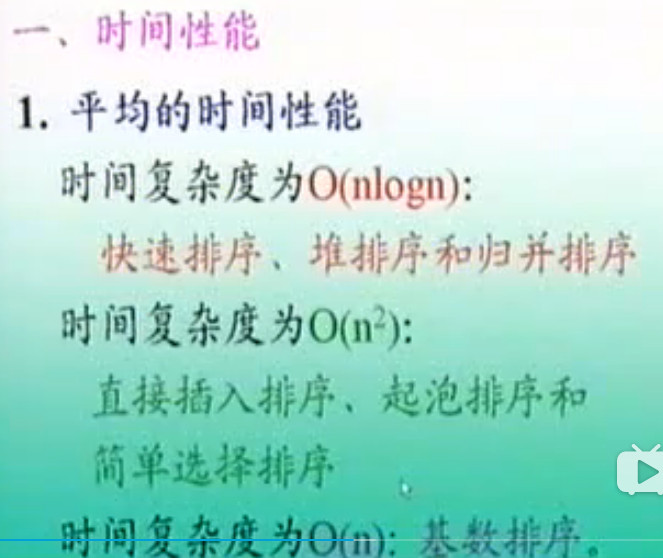 一、时间性能
1. 平均的时间性能
时间复杂度为O(nlogn):
快速排序、堆排序和归并排序
时间复杂度为O(n²):
直接插入排序、起泡排序和
简单选择排序
时间复杂度为O(n): 基数排序。